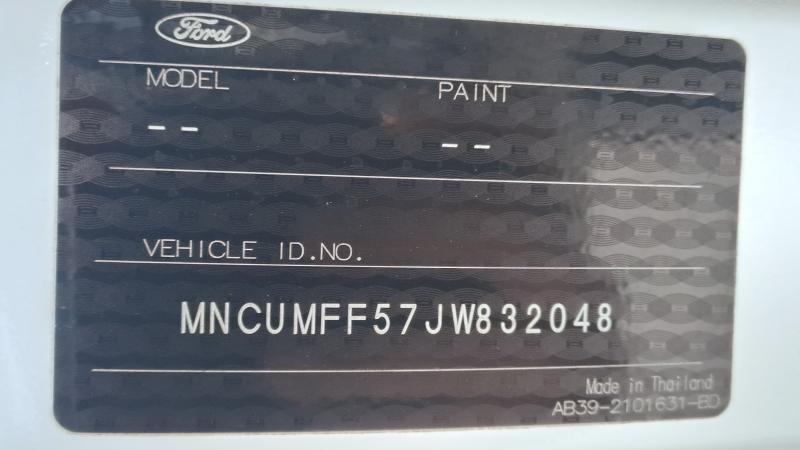 Ford
MODEL PAINT
-- --
VEHICLE ID.NO.
MNCUMFF57JW832048
Made in Thailand
AB39-2101631-BD